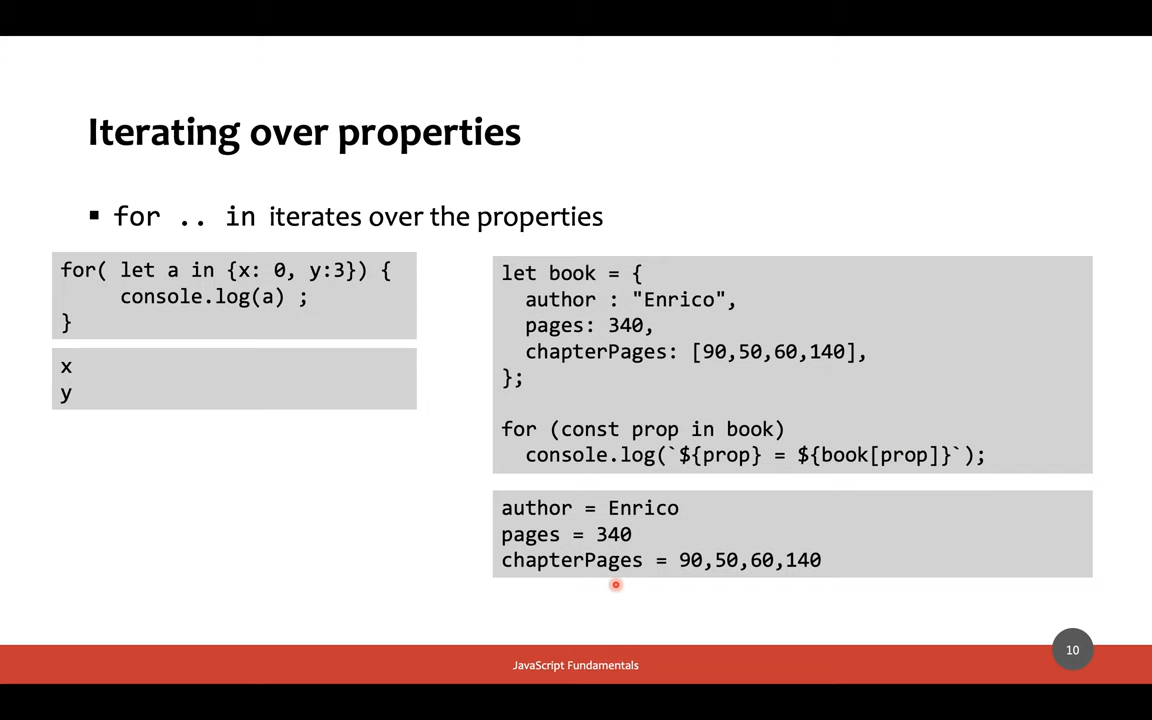 Iterating over properties
▪ for .. in iterates over the properties
for( let a in {x: 0, y:3}) {
     console.log(a) ;
}
x
y
let book = {
  author : "Enrico",
  pages: 340,
  chapterPages: [90,50,60,140],
};

for (const prop in book)
  console.log(`${prop} = ${book[prop]}`);
author = Enrico
pages = 340
chapterPages = 90,50,60,140
10
JavaScript Fundamentals